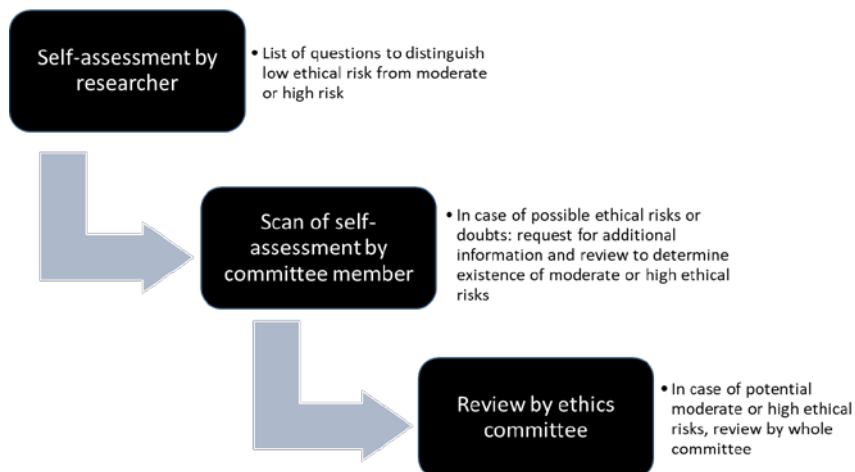 Self-assessment by
researcher
• List of questions to distinguish
low ethical risk from moderate
or high risk
Scan of self-
assessment by
committee member
• In case of possible ethical risks or
doubts: request for additional
information and review to determine
existence of moderate or high ethical
risks
Review by ethics
committee
• In case of potential
moderate or high ethical
risks, review by whole
committee